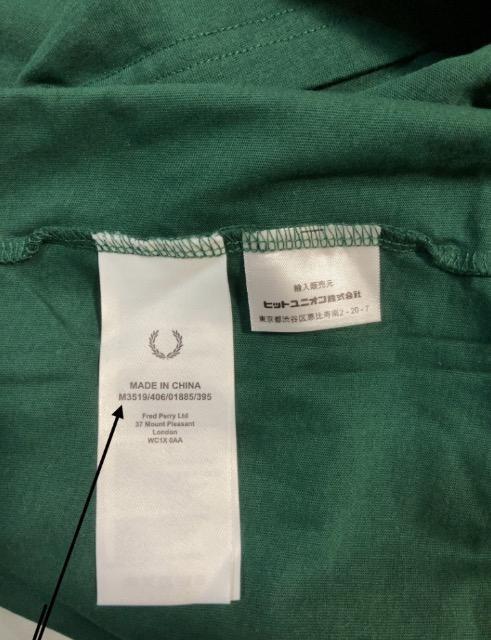 MADE IN CHINA
M3519/406/01885/395
Fred Perry Ltd
37 Mount Pleasant
London
WC1X 0AA
輸入販売元
ヒットユニオン株式会社
東京都渋谷区恵比寿南2-20-7